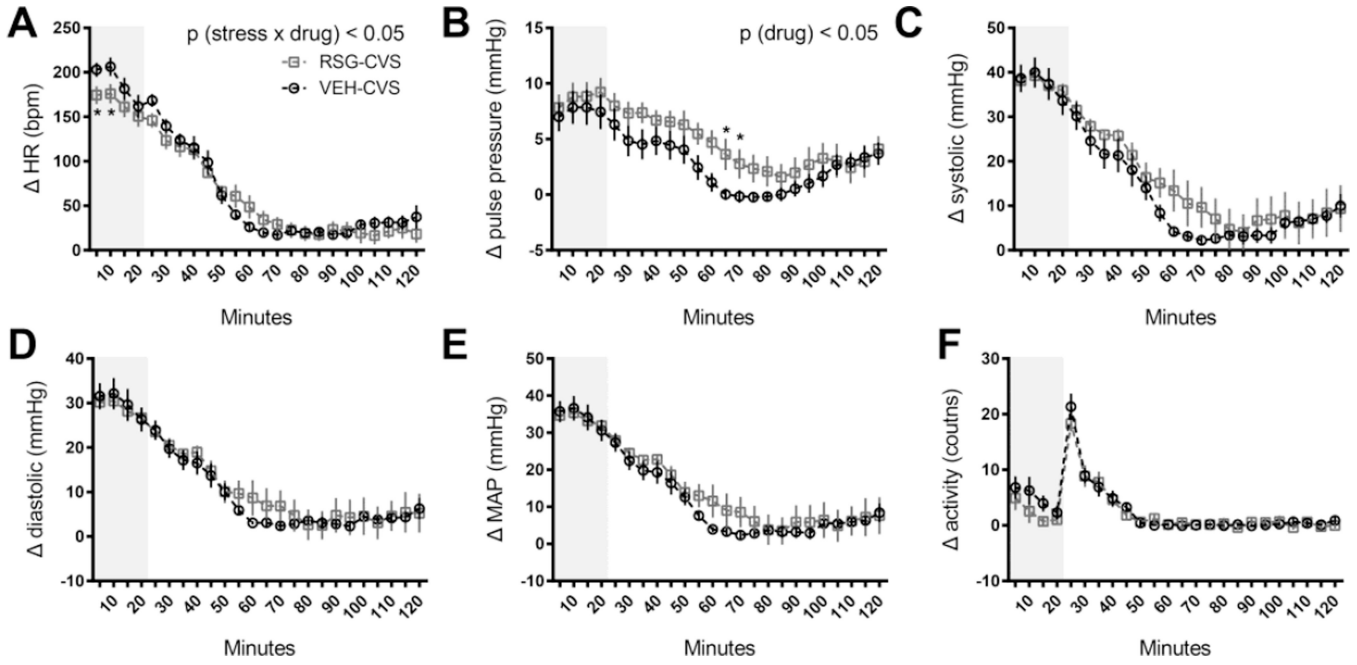 A
p (stress x drug) < 0.05
RSG-CVS
VEH-CVS
Δ HR (bpm)
250
200
150
100
50
0
* *
10 20 30 40 50 60 70 80 90 100 120
Minutes
B
p (drug) < 0.05
Δ pulse pressure (mmHg)
15
10
5
0
-5
* *
10 20 30 40 50 60 70 80 90 100 120
Minutes
C
Δ systolic (mmHg)
50
40
30
20
10
0
10 20 30 40 50 60 70 80 90 100 120
Minutes
D
Δ diastolic (mmHg)
40
30
20
10
0
-10
10 20 30 40 50 60 70 80 90 100 120
Minutes
E
Δ MAP (mmHg)
50
40
30
20
10
0
-10
10 20 30 40 50 60 70 80 90 100 120
Minutes
F
Δ activity (coutns)
30
20
10
0
-10
10 20 30 40 50 60 70 80 90 100 120
Minutes